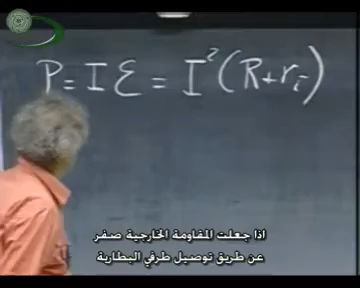 P = I ℰ = I² (R + rᵢ)
اذا جعلت المقاومة الخارجية صفر
عن طريق توصيل طرفي البطارية